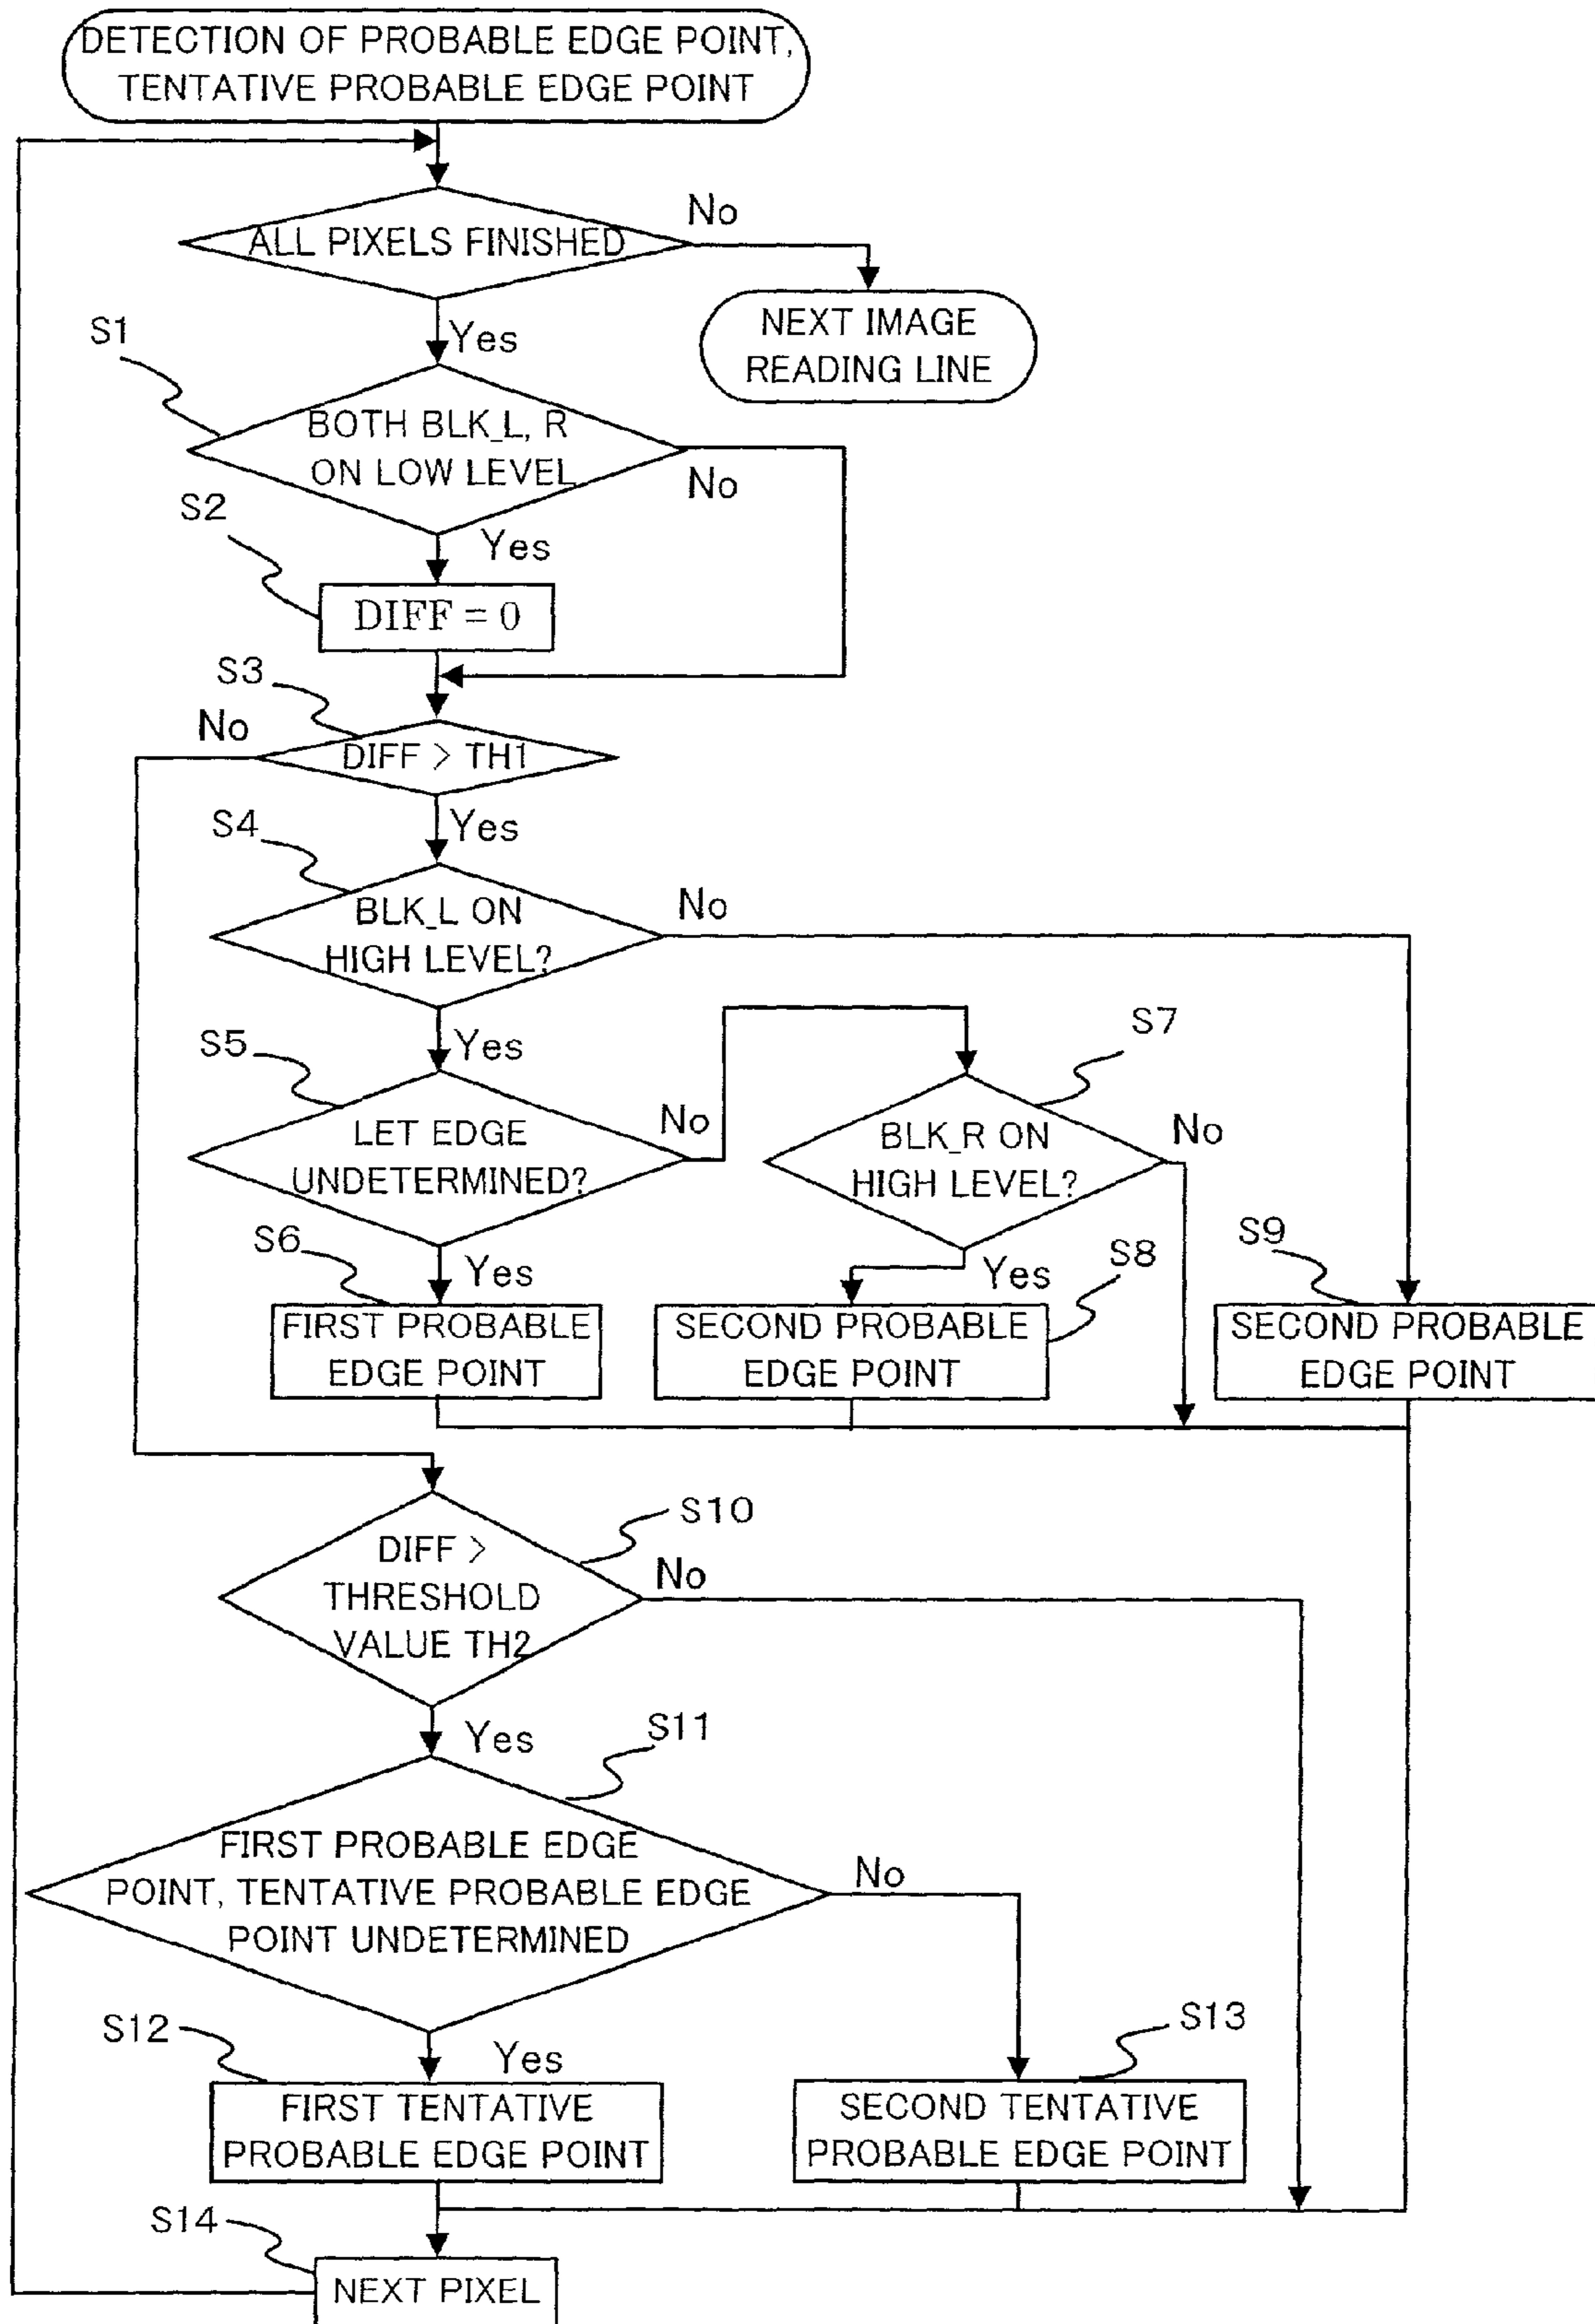 DETECTION OF PROBABLE EDGE POINT,
TENTATIVE PROBABLE EDGE POINT
ALL PIXELS FINISHED
No
NEXT IMAGE
READING LINE
Yes
S1
BOTH BLK_L, R
ON LOW LEVEL
No
Yes
S2
DIFF = 0
S3
No
DIFF > TH1
Yes
S4
BLK_L ON
HIGH LEVEL?
No
Yes
S5
LET EDGE
UNDETERMINED?
No
S7
BLK_R ON
HIGH LEVEL?
No
S6
Yes
FIRST PROBABLE
EDGE POINT
Yes
S8
SECOND PROBABLE
EDGE POINT
S9
SECOND PROBABLE
EDGE POINT
S10
DIFF >
THRESHOLD
VALUE TH2
No
Yes
S11
FIRST PROBABLE EDGE
POINT, TENTATIVE PROBABLE EDGE
POINT UNDETERMINED
No
S12
Yes
FIRST TENTATIVE
PROBABLE EDGE POINT
S13
SECOND TENTATIVE
PROBABLE EDGE POINT
S14
NEXT PIXEL